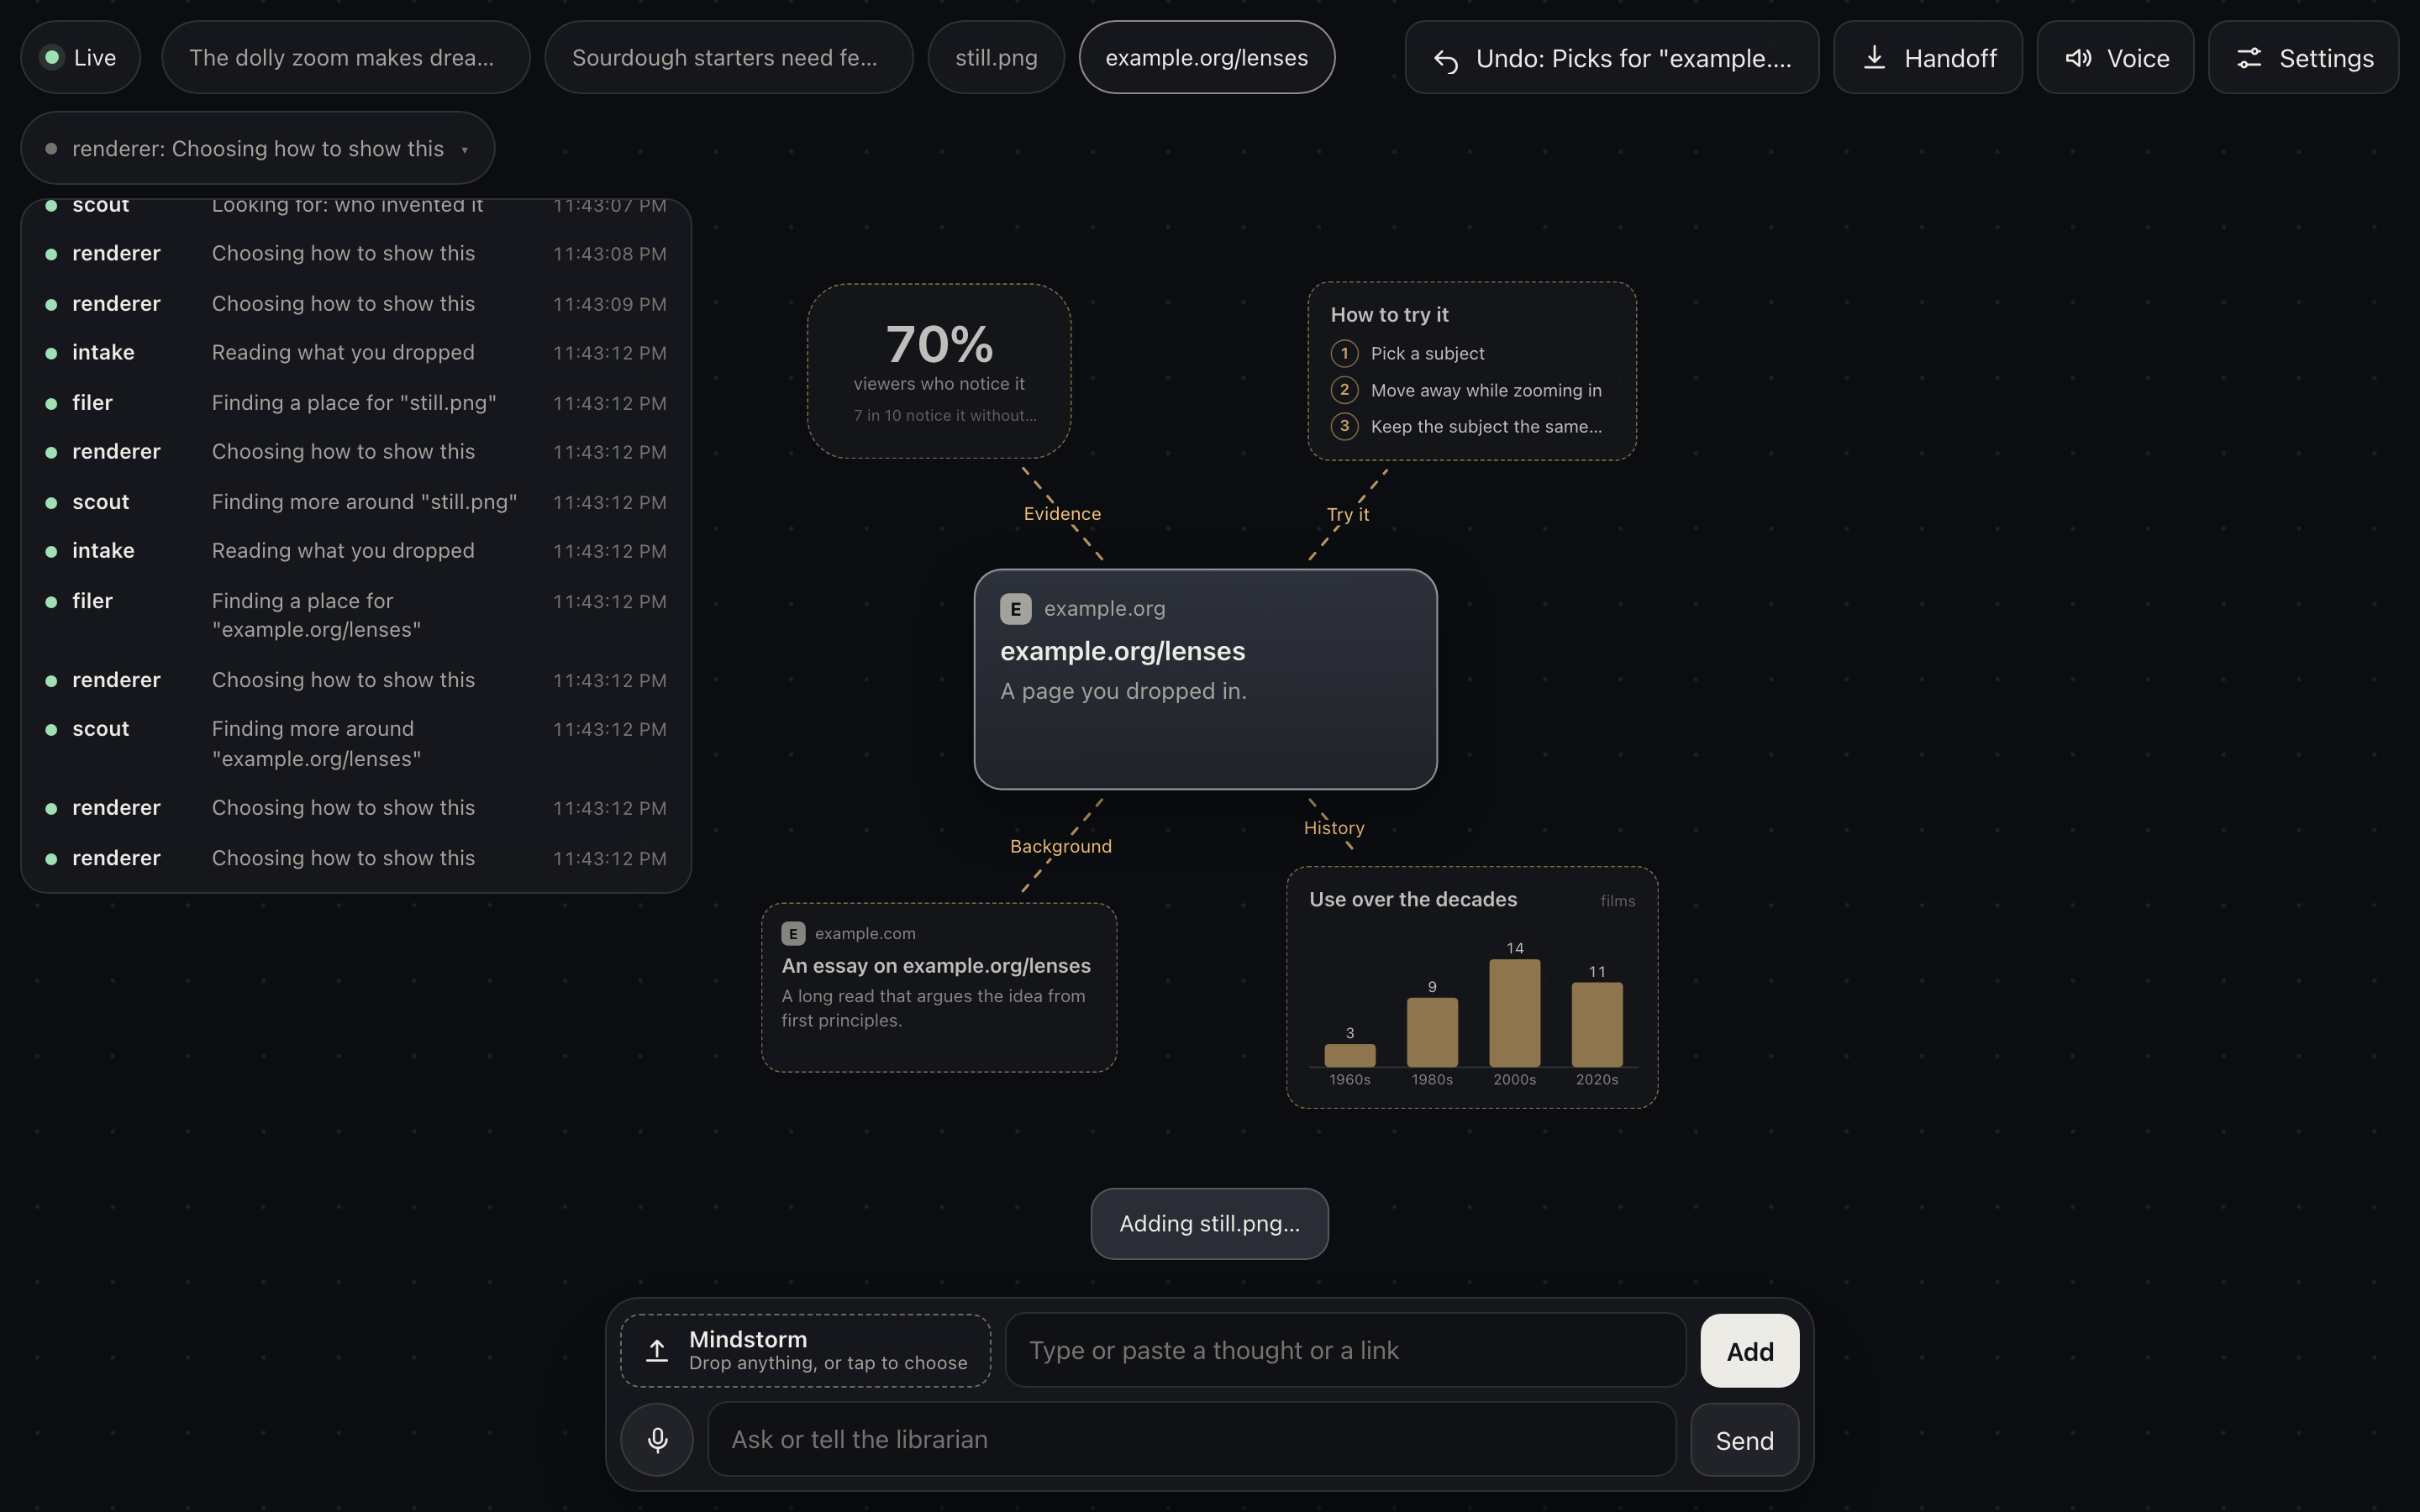 Live
The dolly zoom makes drea...
Sourdough starters need fe...
still.png
example.org/lenses
Undo: Picks for "example....
Handoff
Voice
Settings
renderer: Choosing how to show this
scout Looking for: who invented it 11:43:07 PM
renderer Choosing how to show this 11:43:08 PM
renderer Choosing how to show this 11:43:09 PM
intake Reading what you dropped 11:43:12 PM
filer Finding a place for "still.png" 11:43:12 PM
renderer Choosing how to show this 11:43:12 PM
scout Finding more around "still.png" 11:43:12 PM
intake Reading what you dropped 11:43:12 PM
filer Finding a place for 11:43:12 PM
"example.org/lenses"
renderer Choosing how to show this 11:43:12 PM
scout Finding more around 11:43:12 PM
"example.org/lenses"
renderer Choosing how to show this 11:43:12 PM
renderer Choosing how to show this 11:43:12 PM
70%
viewers who notice it
7 in 10 notice it without...
How to try it
1 Pick a subject
2 Move away while zooming in
3 Keep the subject the same...
Evidence
Try it
E example.org
example.org/lenses
A page you dropped in.
Background
History
E example.com
An essay on example.org/lenses
A long read that argues the idea from
first principles.
Use over the decades films
3
9
14
11
1960s 1980s 2000s 2020s
Adding still.png...
Mindstorm
Drop anything, or tap to choose
Type or paste a thought or a link
Add
Ask or tell the librarian
Send